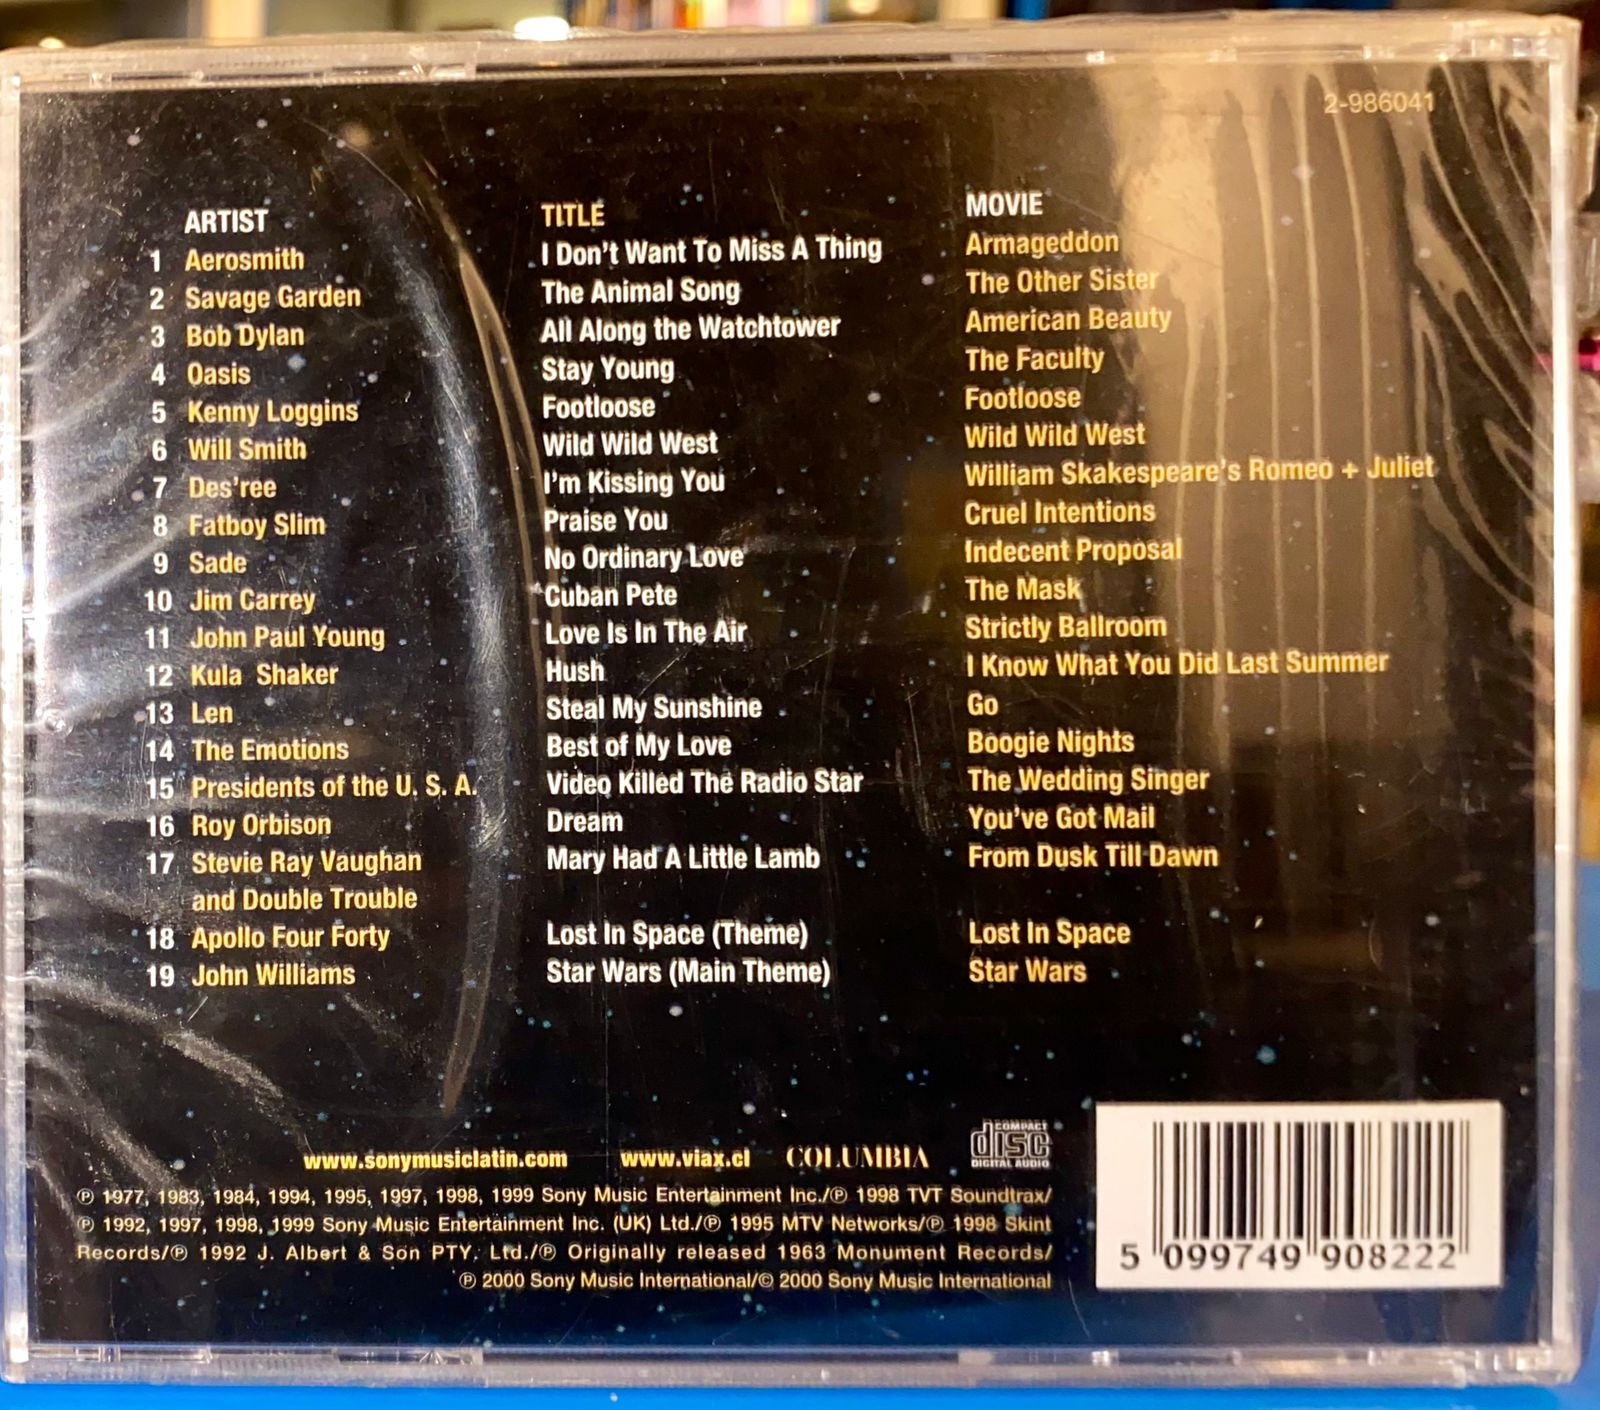 2-986041
ARTIST TITLE MOVIE
1 Aerosmith I Don't Want To Miss A Thing Armageddon
2 Savage Garden The Animal Song The Other Sister
3 Bob Dylan All Along the Watchtower American Beauty
4 Oasis Stay Young The Faculty
5 Kenny Loggins Footloose Footloose
6 Will Smith Wild Wild West Wild Wild West
7 Des'ree I'm Kissing You William Skakespeare's Romeo + Juliet
8 Fatboy Slim Praise You Cruel Intentions
9 Sade No Ordinary Love Indecent Proposal
10 Jim Carrey Cuban Pete The Mask
11 John Paul Young Love Is In The Air Strictly Ballroom
12 Kula Shaker Hush I Know What You Did Last Summer
13 Len Steal My Sunshine Go
14 The Emotions Best of My Love Boogie Nights
15 Presidents of the U. S. A. Video Killed The Radio Star The Wedding Singer
16 Roy Orbison Dream You've Got Mail
17 Stevie Ray Vaughan Mary Had A Little Lamb From Dusk Till Dawn
and Double Trouble
18 Apollo Four Forty Lost In Space (Theme) Lost In Space
19 John Williams Star Wars (Main Theme) Star Wars
www.sonymusiclatin.com www.viax.cl COLUMBIA COMPACT disc DIGITAL AUDIO
℗ 1977, 1983, 1984, 1994, 1995, 1997, 1998, 1999 Sony Music Entertainment Inc./℗ 1998 TVT Soundtrax/
℗ 1992, 1997, 1998, 1999 Sony Music Entertainment Inc. (UK) Ltd./℗ 1995 MTV Networks/℗ 1998 Skint
Records/℗ 1992 J. Albert & Son PTY. Ltd./℗ Originally released 1963 Monument Records/
℗ 2000 Sony Music International/© 2000 Sony Music International
5 099749 908222